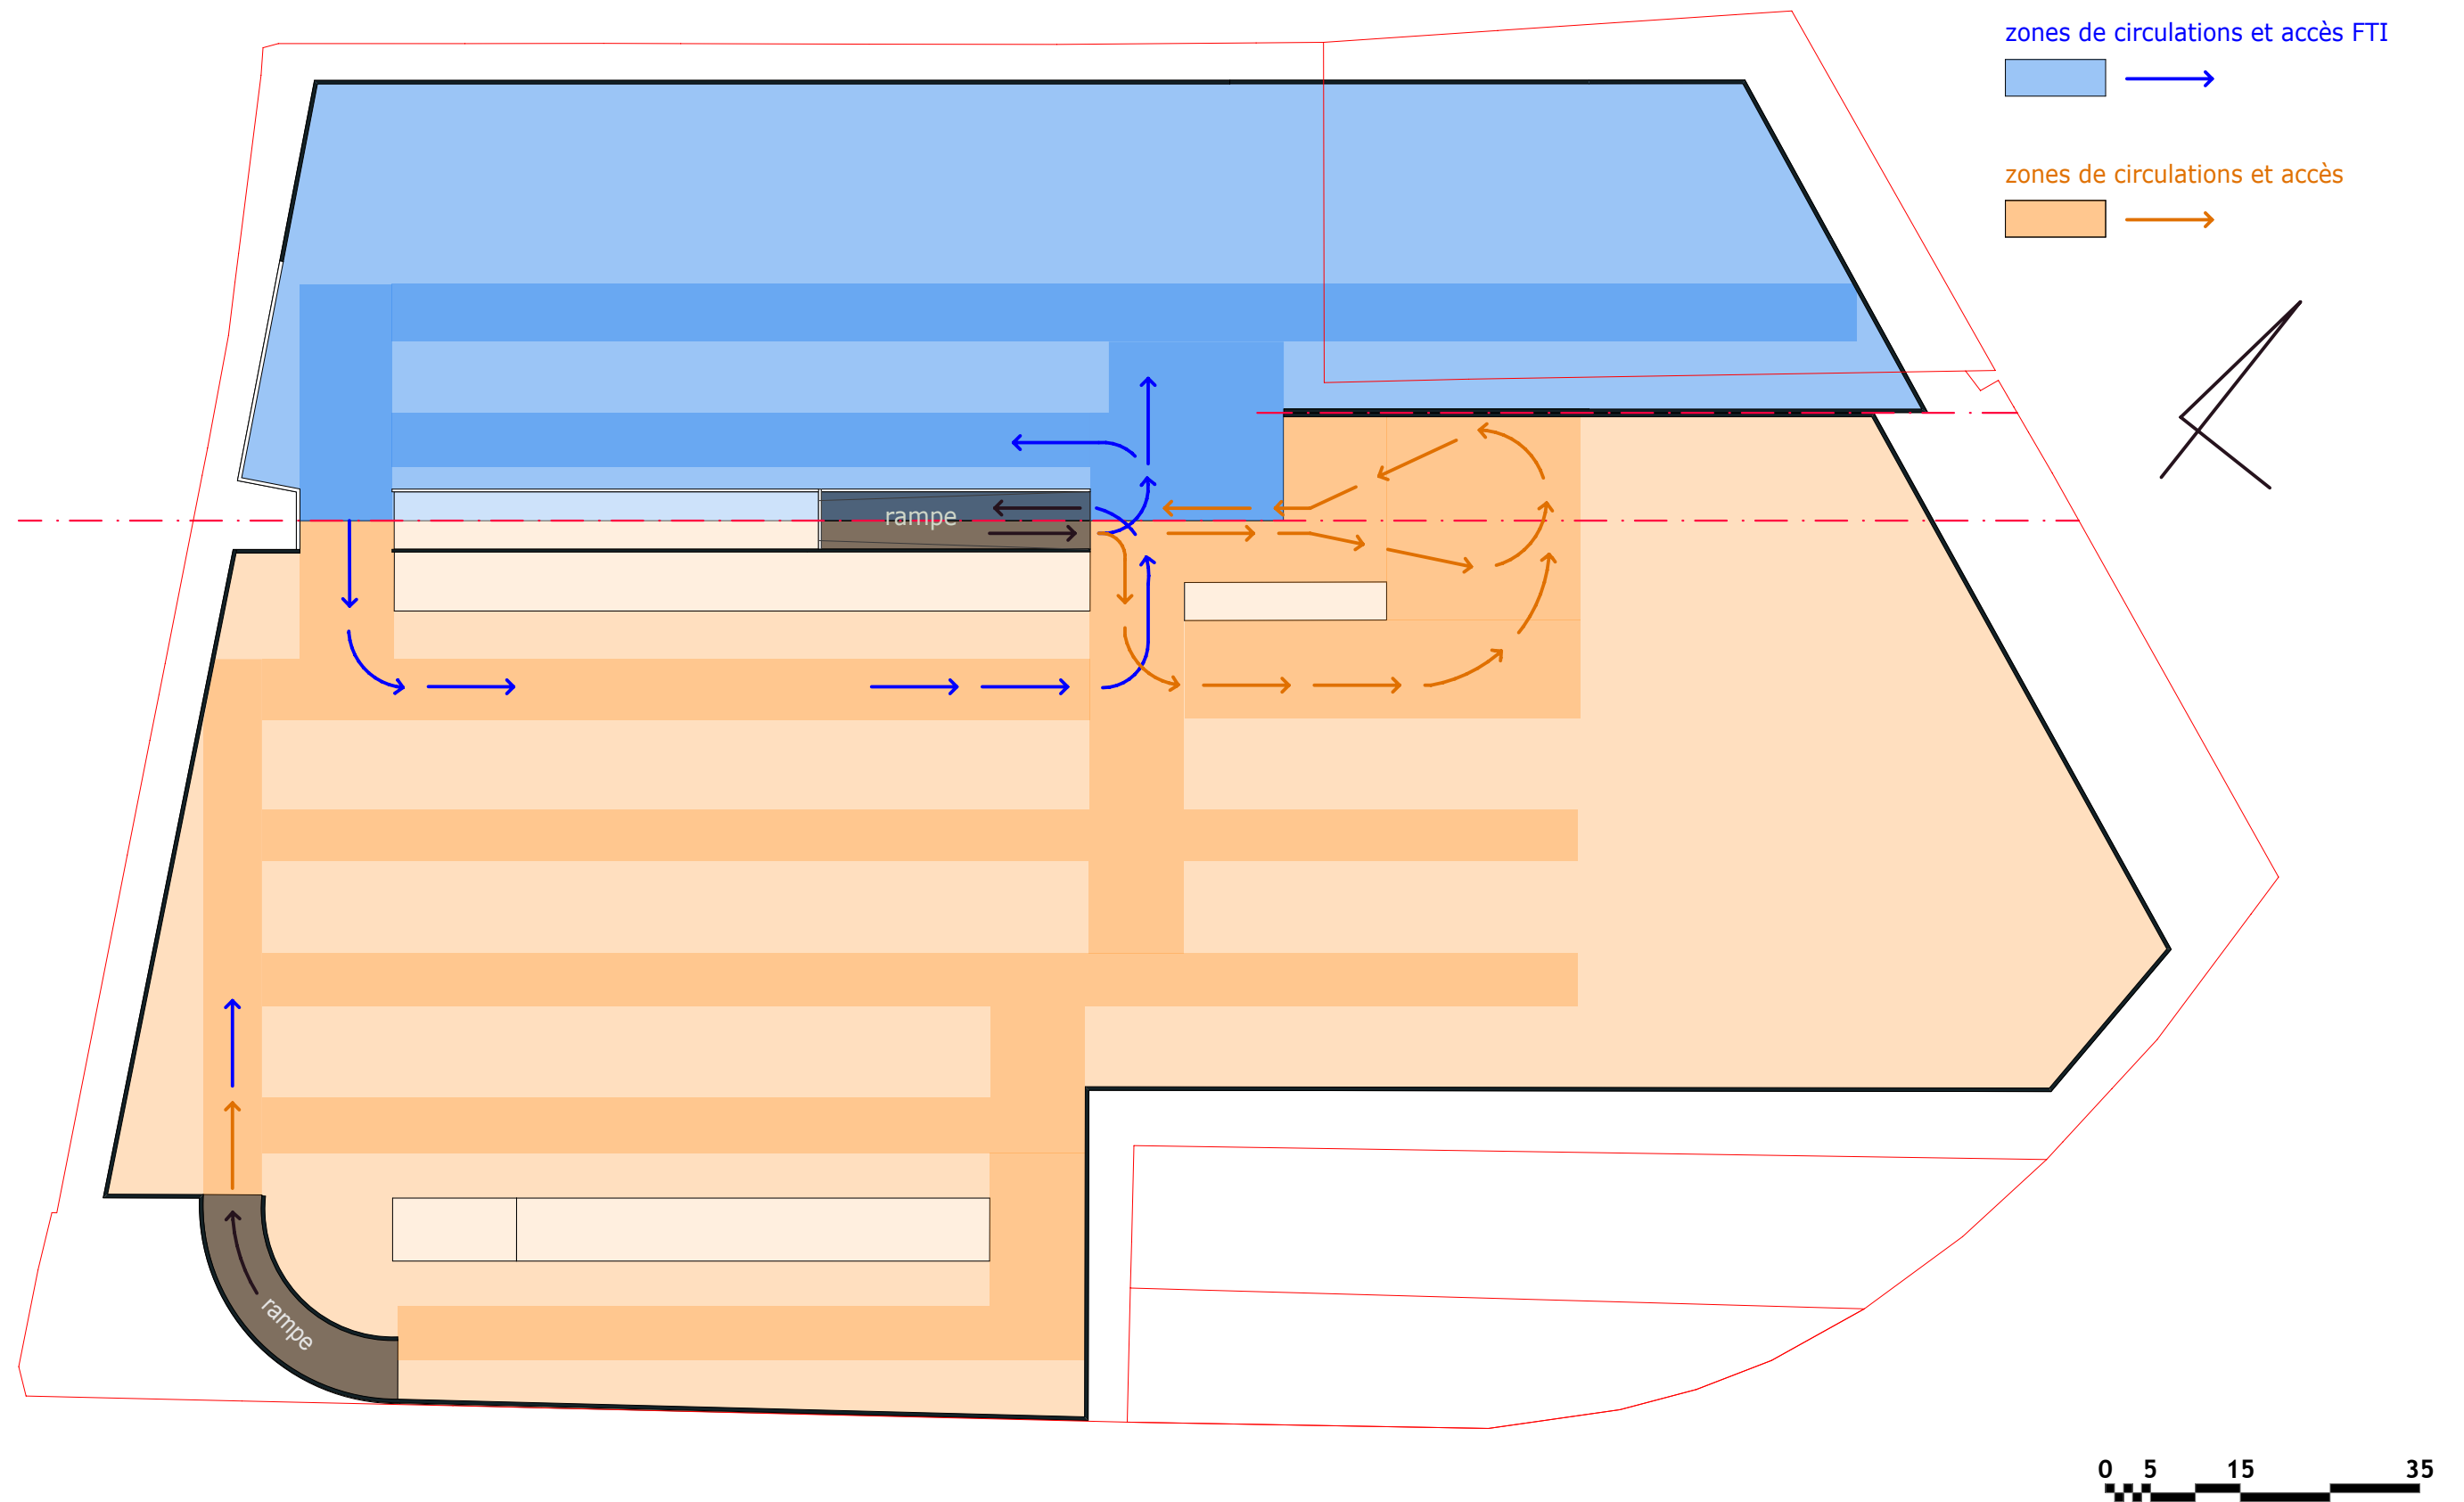 zones de circulations et accès FTI
zones de circulations et accès
rampe
rampe
0 5 15 35